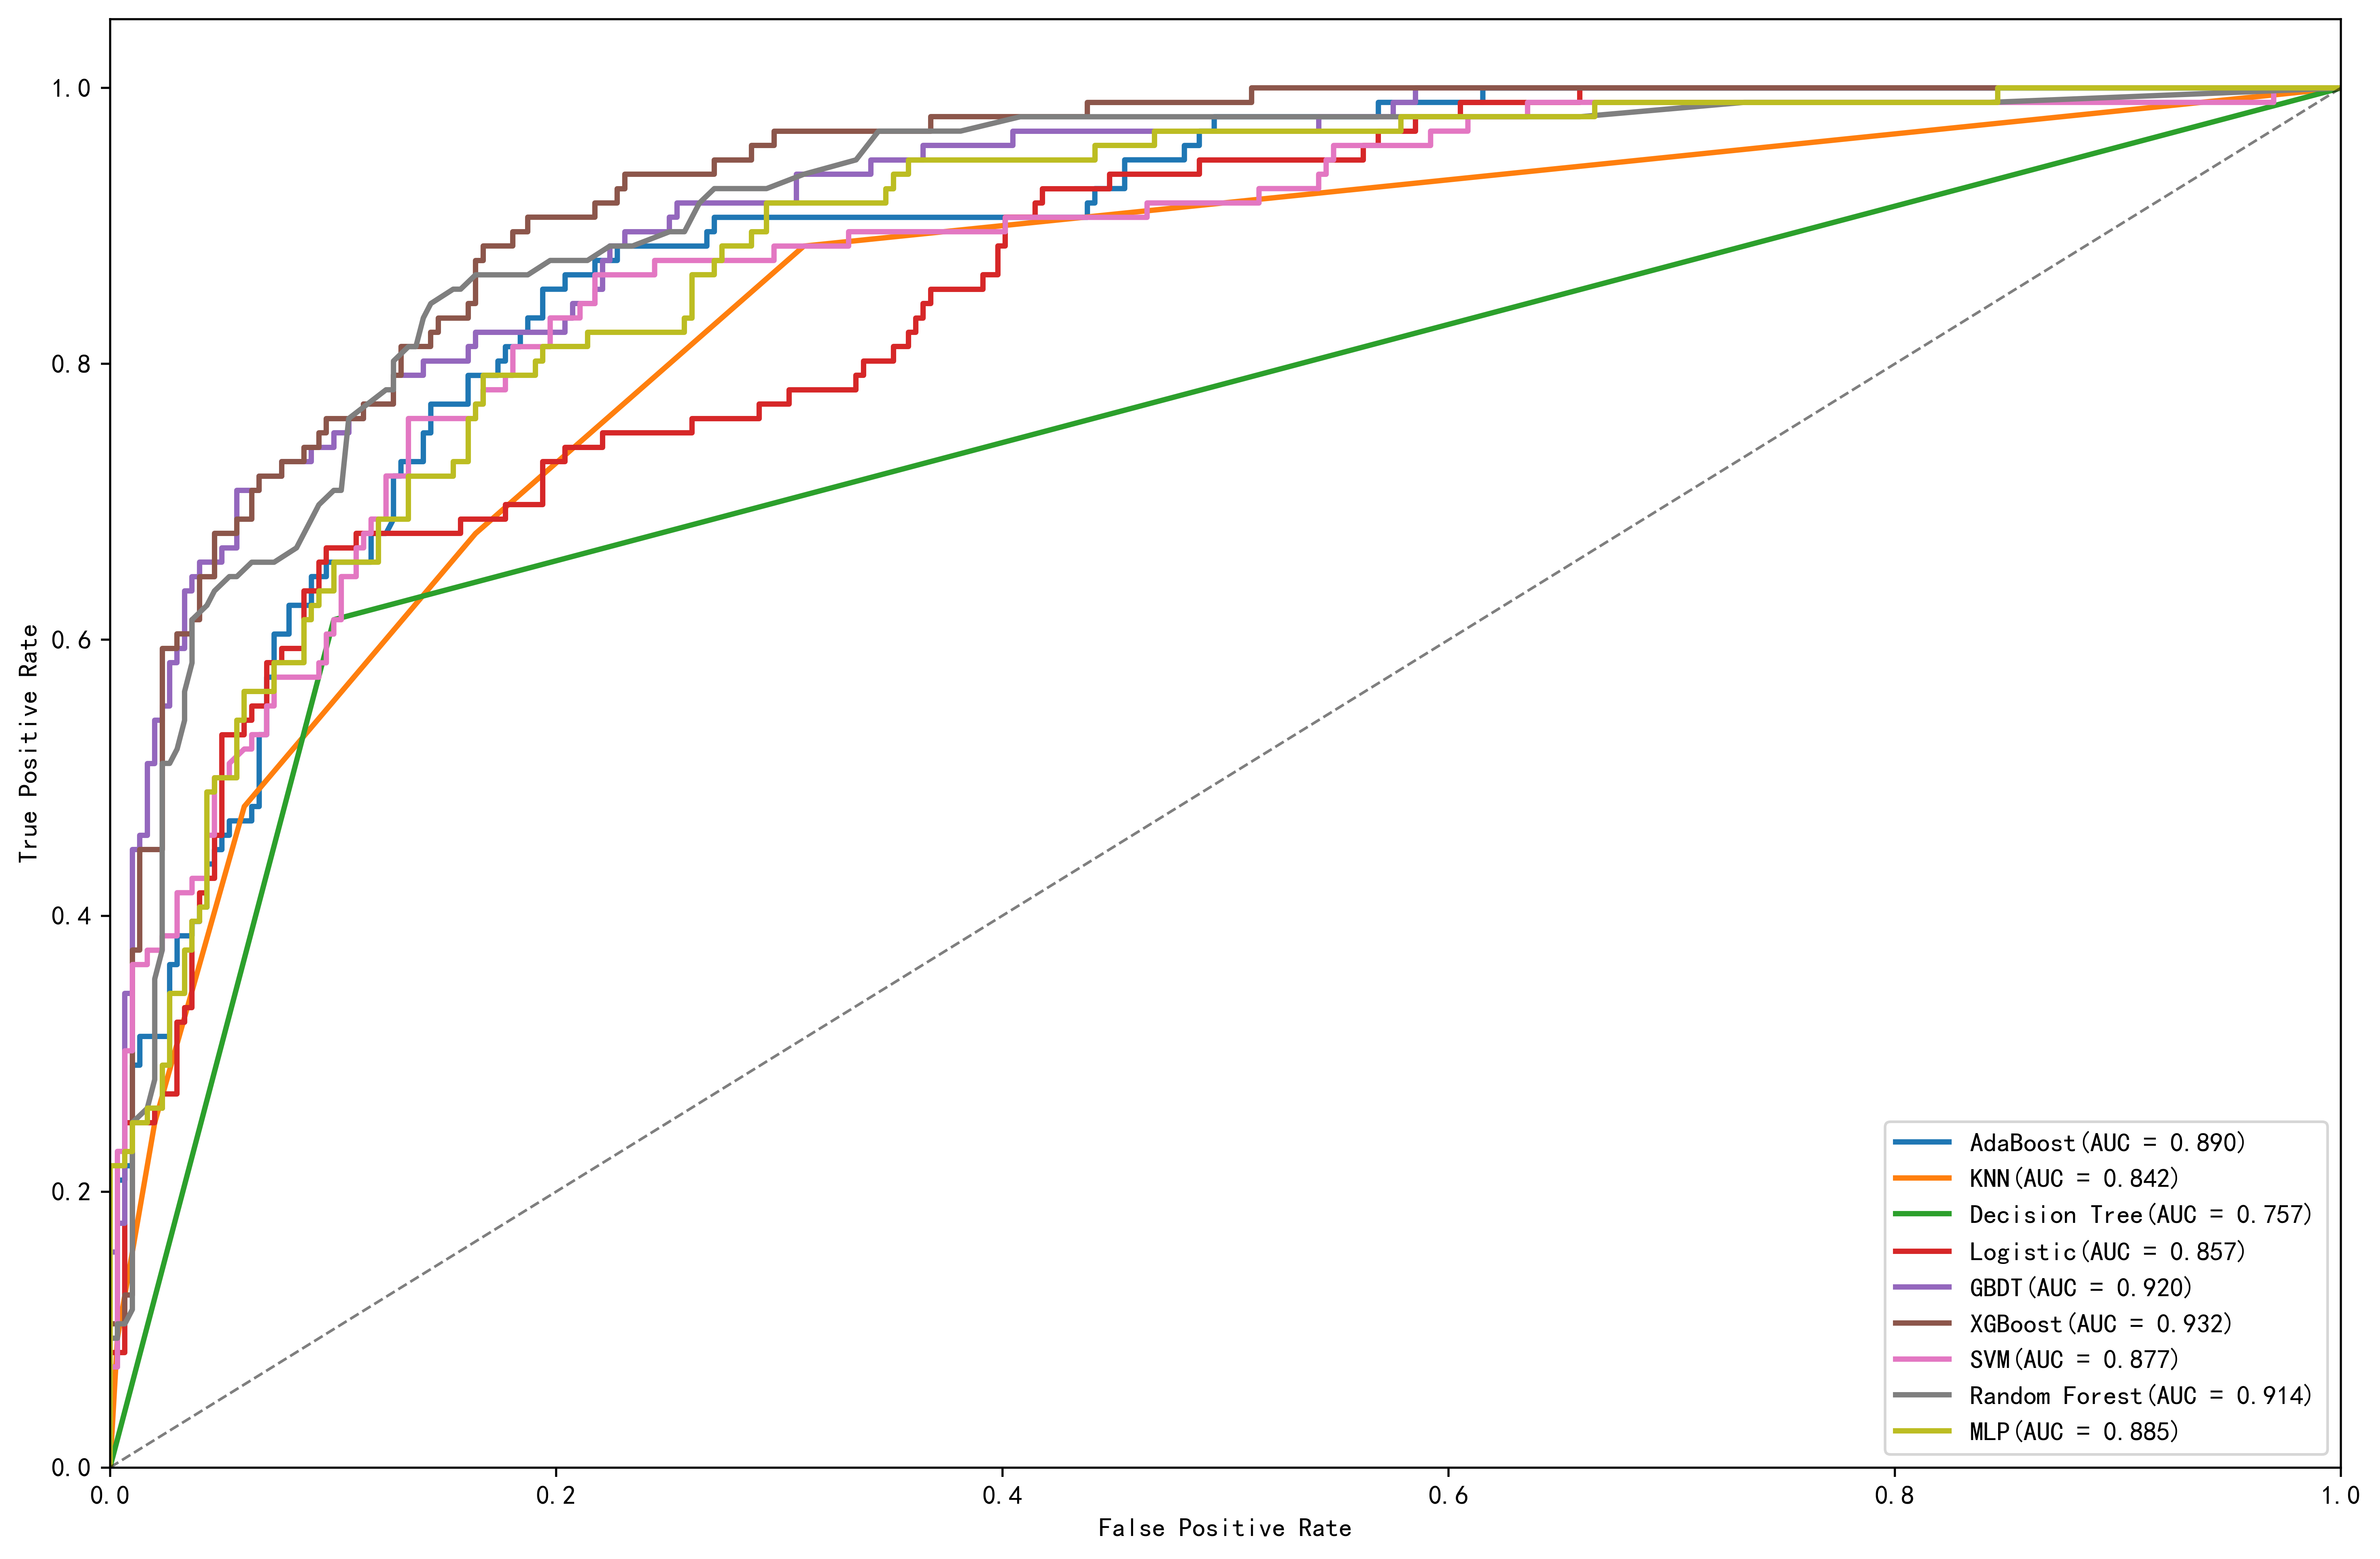 1.0
0.8
0.6
0.4
0.2
0.0
True Positive Rate
0.0 0.2 0.4 0.6 0.8 1.0
False Positive Rate
AdaBoost(AUC = 0.890)
KNN(AUC = 0.842)
Decision Tree(AUC = 0.757)
Logistic(AUC = 0.857)
GBDT(AUC = 0.920)
XGBoost(AUC = 0.932)
SVM(AUC = 0.877)
Random Forest(AUC = 0.914)
MLP(AUC = 0.885)